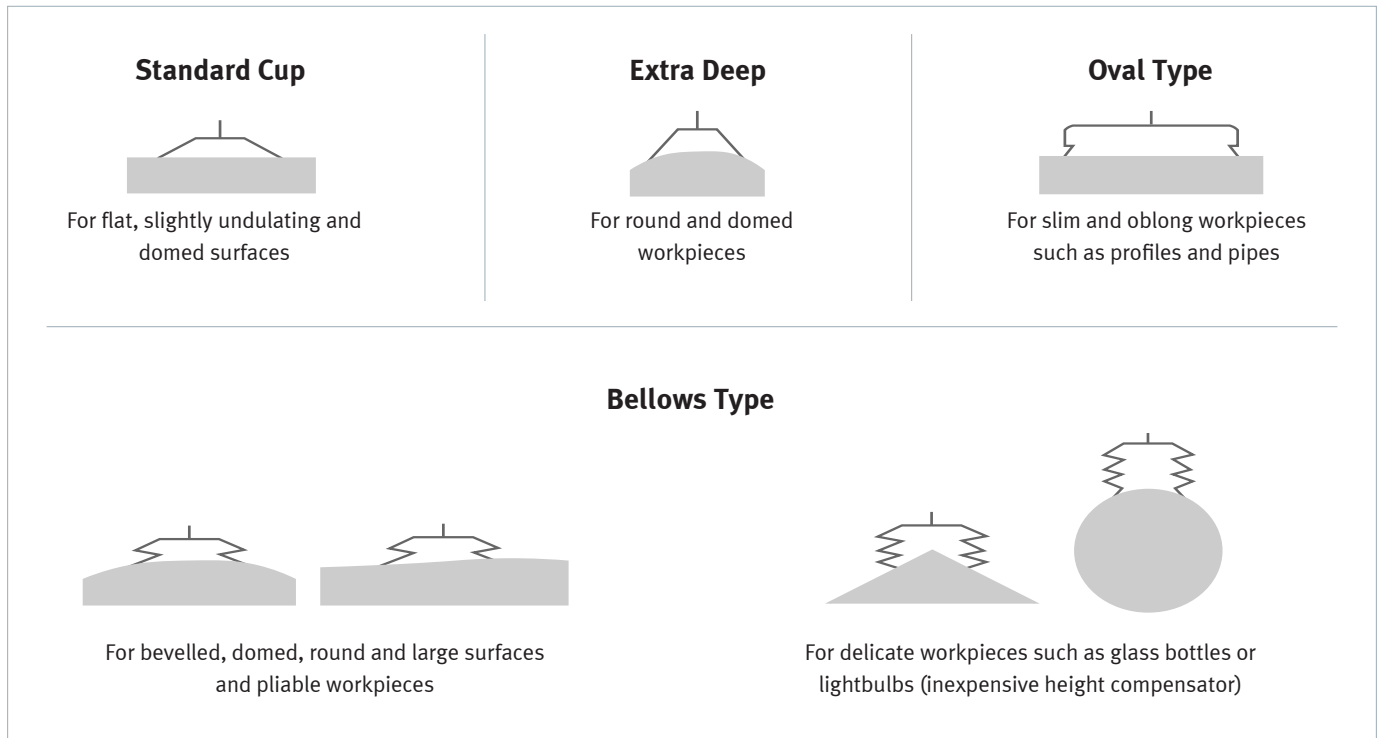 Standard Cup
For flat, slightly undulating and
domed surfaces
Extra Deep
For round and domed
workpieces
Oval Type
For slim and oblong workpieces
such as profiles and pipes
Bellows Type
For bevelled, domed, round and large surfaces
and pliable workpieces
For delicate workpieces such as glass bottles or
lightbulbs (inexpensive height compensator)